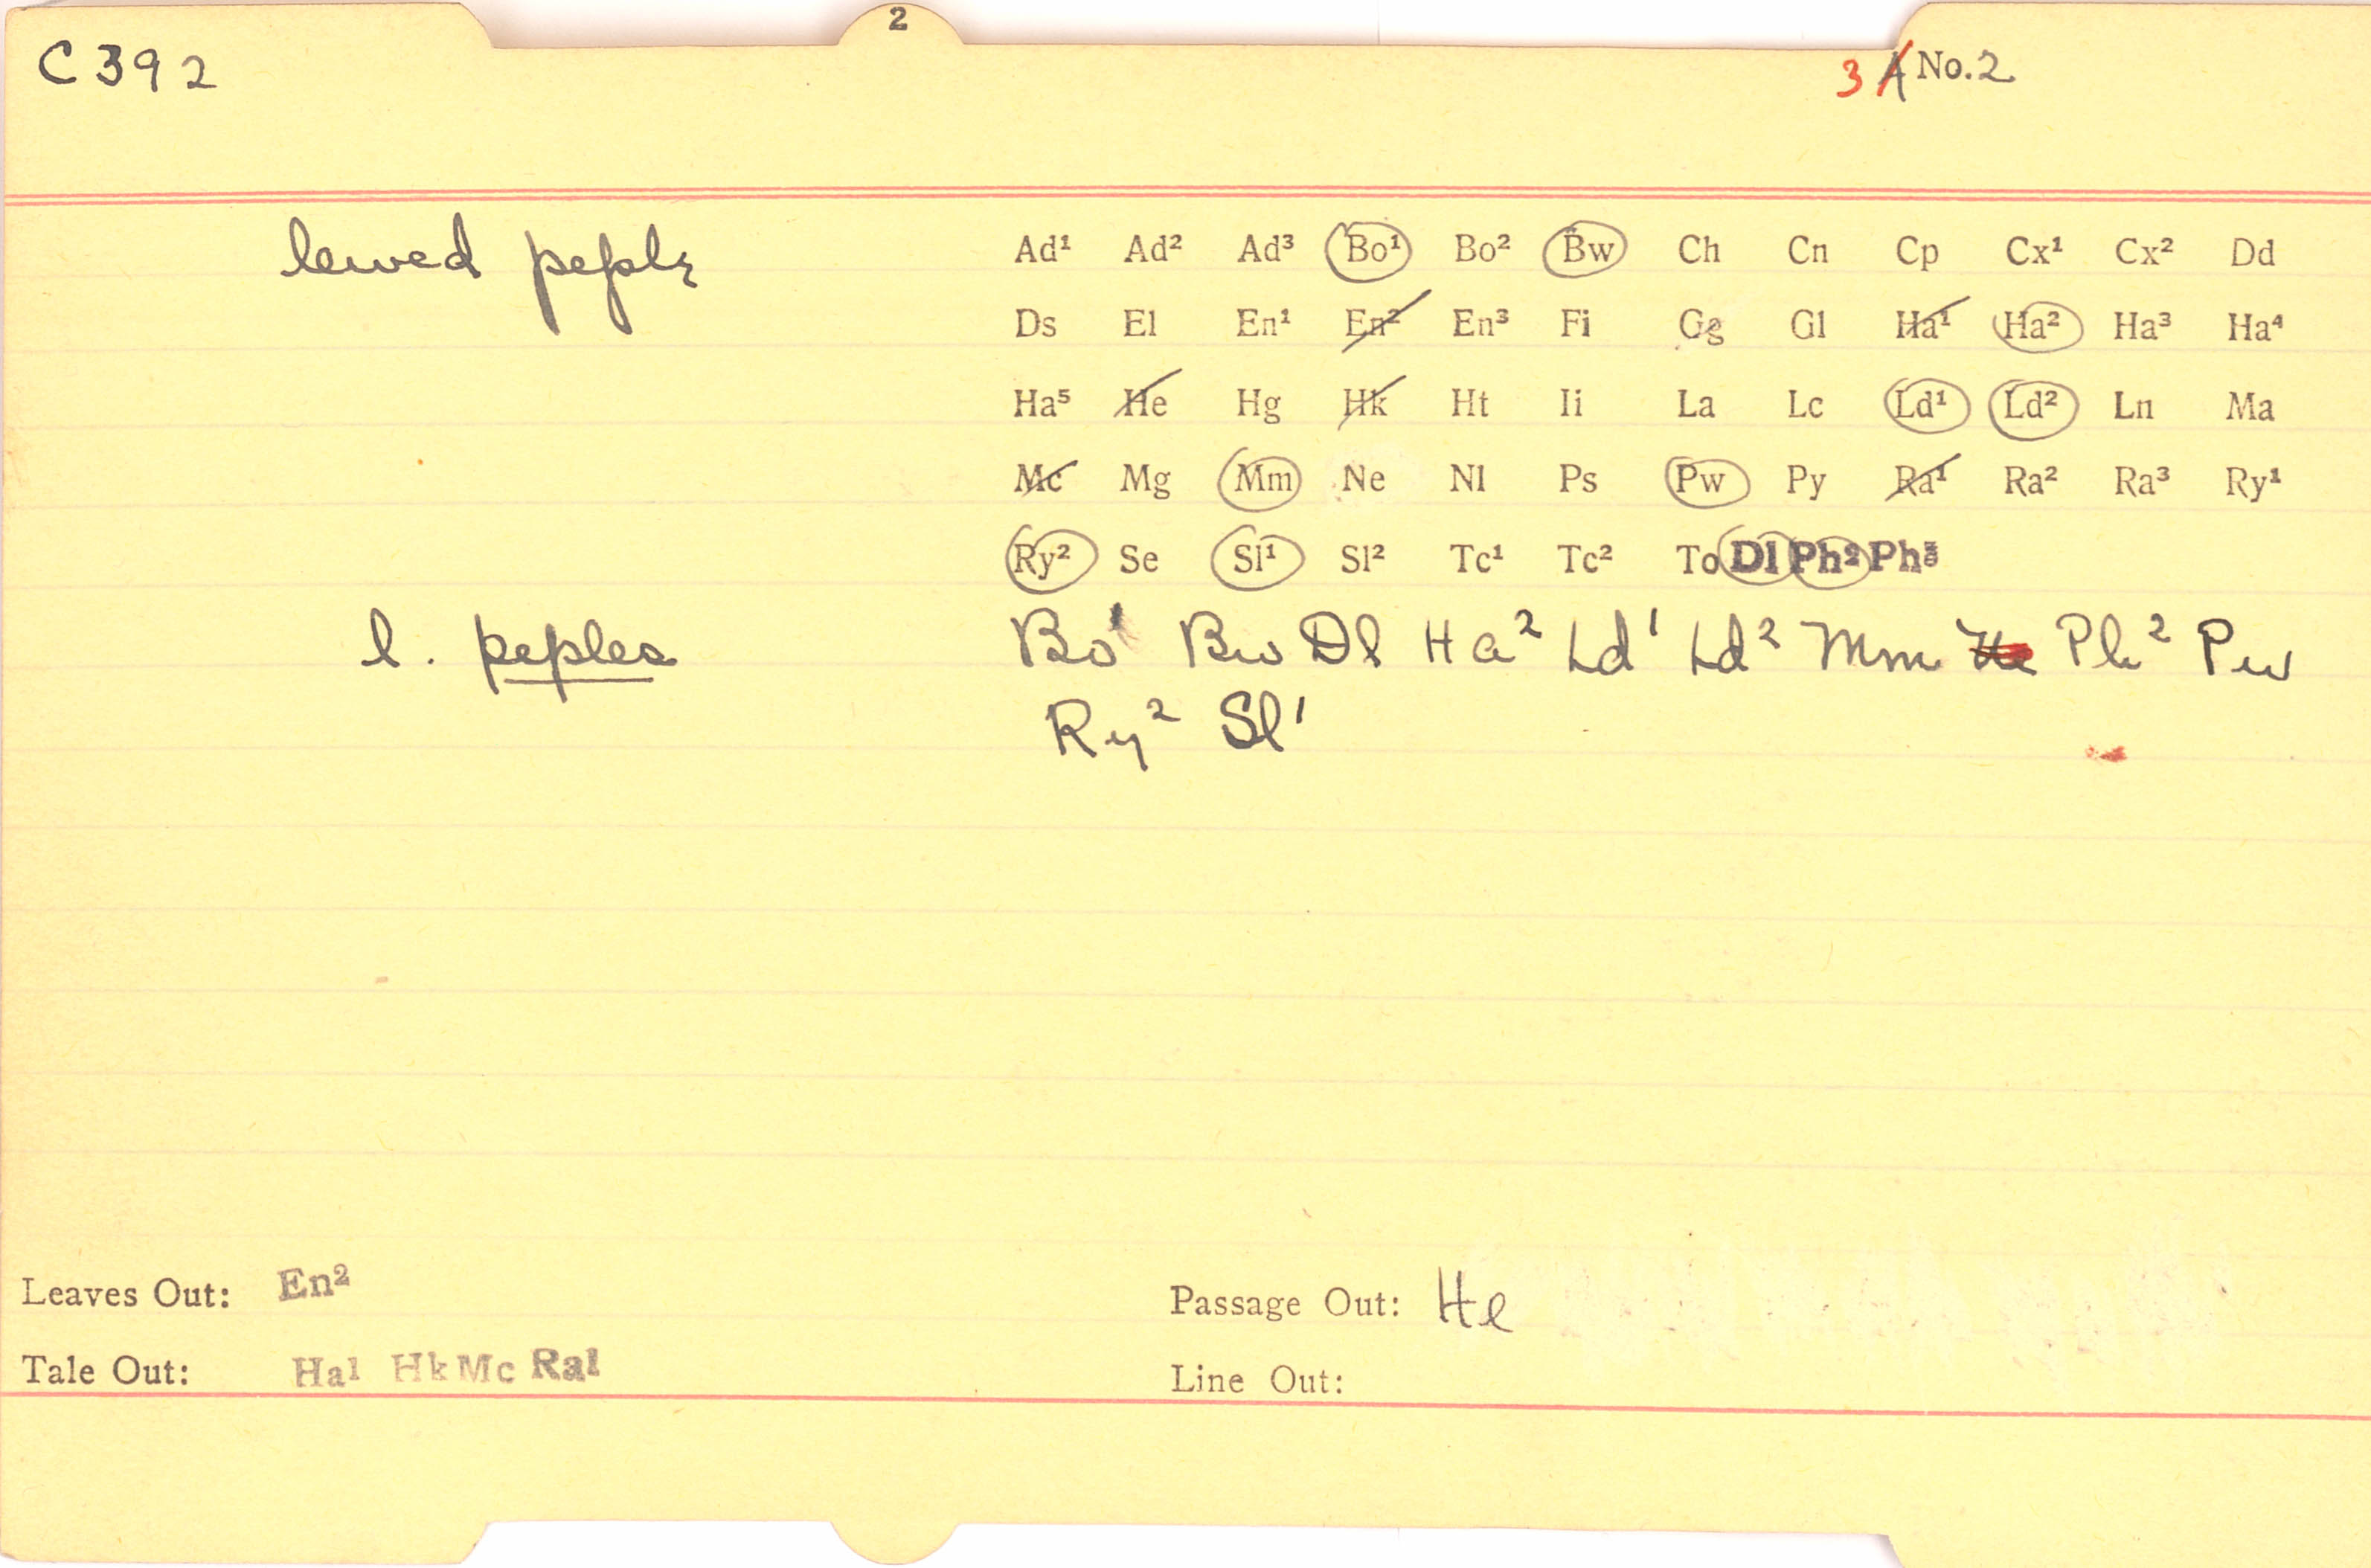 2
C 392
3 A No. 2
lewed peple
Ad¹ Ad² Ad³ Bo¹ Bo² Bw Ch Cn Cp Cx¹ Cx² Dd
Ds El En¹ En² En³ Fi Gg Gl Ha¹ Ha² Ha³ Ha⁴
Ha⁵ He Hg Hk Ht Ii La Lc Ld¹ Ld² Ln Ma
Mc Mg Mm Ne Nl Ps Pw Py Ra¹ Ra² Ra³ Ry¹
Ry² Se Sl¹ Sl² Tc¹ Tc² To Dl Ph² Ph³
l. peples Bo¹ Bw Dl Ha² Ld¹ Ld² Mm Ph² Pw
Ry² Sl¹
Leaves Out: En²
Passage Out: He
Tale Out: Ha1 Hk Mc Ra1
Line Out: